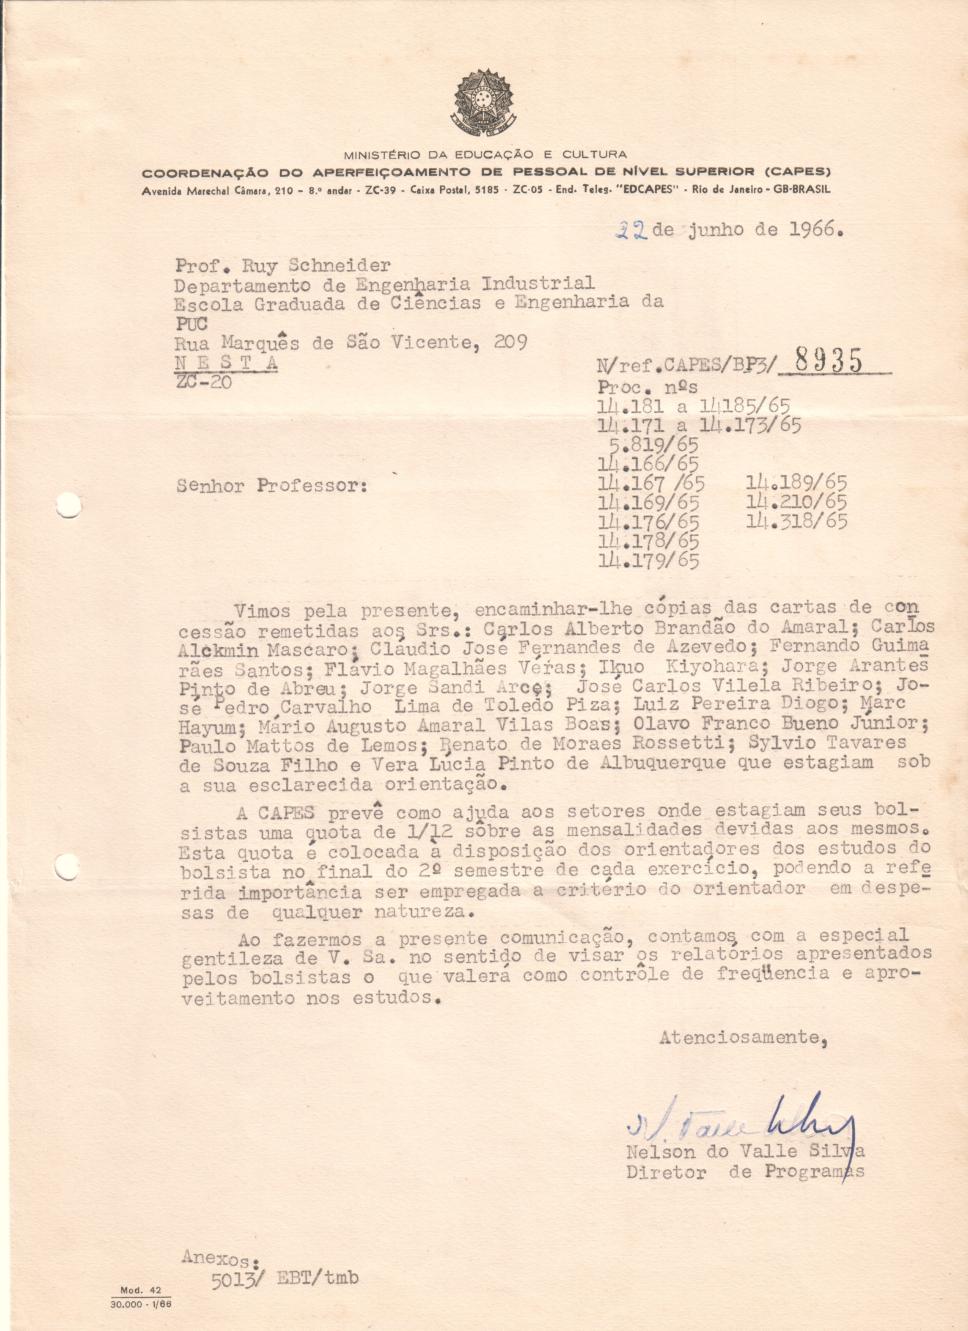 MINISTÉRIO DA EDUCAÇÃO E CULTURA
COORDENAÇÃO DO APERFEIÇOAMENTO DE PESSOAL DE NÍVEL SUPERIOR (CAPES)
Avenida Marechal Câmara, 210 - 8.º andar - ZC-39 - Caixa Postal, 5185 - ZC-05 - End. Teleg. "EDCAPES" - Rio de Janeiro - GB-BRASIL
22 de junho de 1966.
Prof. Ruy Schneider
Departamento de Engenharia Industrial
Escola Graduada de Ciências e Engenharia da
PUC
Rua Marquês de São Vicente, 209
N E S T A
ZC-20
N/ref.CAPES/BP3/ 8935
Proc. nºs
14.181 a 14185/65
14.171 a 14.173/65
5.819/65
14.166/65
14.167 /65 14.189/65
14.169/65 14.210/65
14.176/65 14.318/65
14.178/65
14.179/65
Senhor Professor:
Vimos pela presente, encaminhar-lhe cópias das cartas de con
cessão remetidas aos Srs.: Carlos Alberto Brandão do Amaral; Carlos
Alckmin Mascaro; Cláudio José Fernandes de Azevedo; Fernando Guima
rães Santos; Flávio Magalhães Véras; Ikuo Kiyohara; Jorge Arantes
Pinto de Abreu; Jorge Sandi Arce; José Carlos Vilela Ribeiro; Jo-
sé Pedro Carvalho Lima de Toledo Piza; Luiz Pereira Diogo; Marc
Hayum; Mário Augusto Amaral Vilas Boas; Olavo Franco Bueno Júnior;
Paulo Mattos de Lemos; Renato de Moraes Rossetti; Sylvio Tavares
de Souza Filho e Vera Lúcia Pinto de Albuquerque que estagiam sob
a sua esclarecida orientação.
A CAPES prevê como ajuda aos setores onde estagiam seus bol-
sistas uma quota de 1/12 sôbre as mensalidades devidas aos mesmos.
Esta quota é colocada à disposição dos orientadores dos estudos do
bolsista no final do 2º semestre de cada exercício, podendo a refe
rida importância ser empregada a critério do orientador em despe-
sas de qualquer natureza.
Ao fazermos a presente comunicação, contamos com a especial
gentileza de V. Sa. no sentido de visar os relatórios apresentados
pelos bolsistas o que valerá como contrôle de freqüencia e apro-
veitamento nos estudos.
Atenciosamente,
Nelson do Valle Silva
Diretor de Programas
Anexos:
5013/ EBT/tmb
Mod. 42
30.000 - 1/66